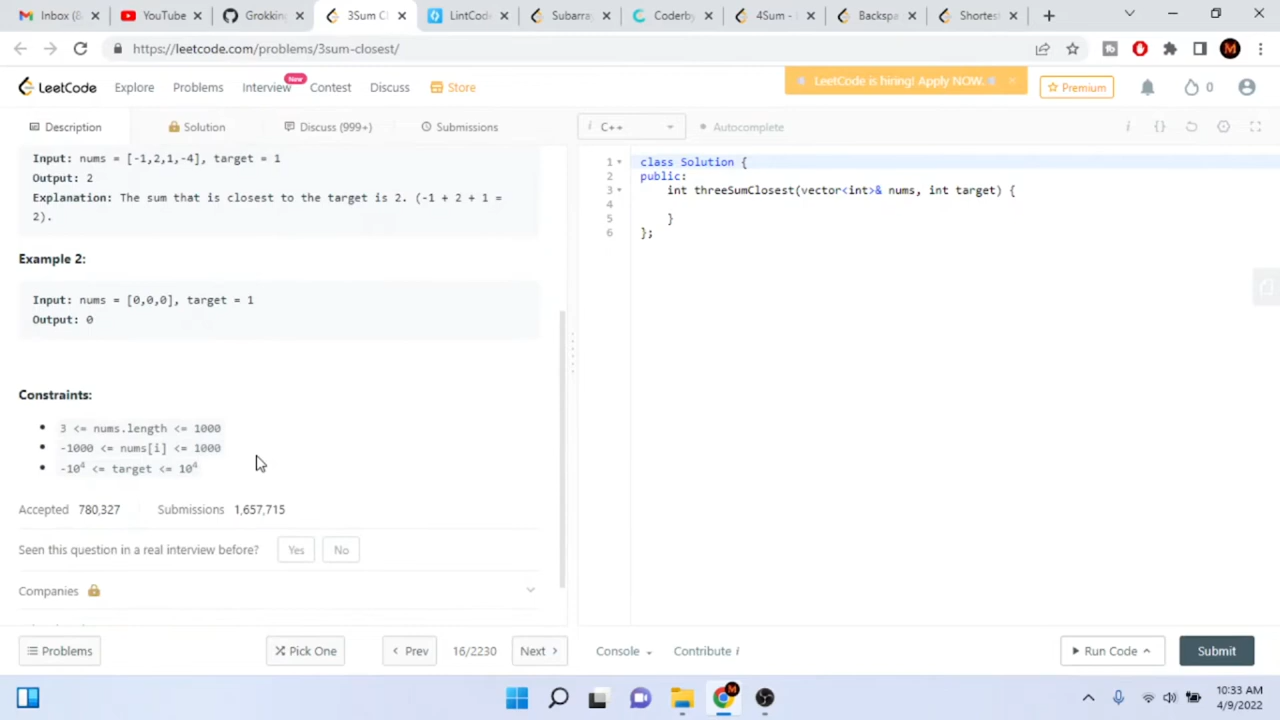 Inbox (8
YouTube
Grokking
3Sum Cl
LintCode
Subarray
Coderby
4Sum -
Backspa
Shortes
https://leetcode.com/problems/3sum-closest/
M
LeetCode
Explore
Problems
Interview
New
Contest
Discuss
Store
LeetCode is hiring! Apply NOW.
Premium
0
Description
Solution
Discuss (999+)
Submissions
i C++
Autocomplete
i {}
Input: nums = [-1,2,1,-4], target = 1
Output: 2
Explanation: The sum that is closest to the target is 2. (-1 + 2 + 1 =
2).
Example 2:
Input: nums = [0,0,0], target = 1
Output: 0
Constraints:
3 <= nums.length <= 1000
-1000 <= nums[i] <= 1000
-10⁴ <= target <= 10⁴
Accepted 780,327 Submissions 1,657,715
Seen this question in a real interview before? Yes No
Companies
1 class Solution {
2 public:
3 int threeSumClosest(vector<int>& nums, int target) {
4
5 }
6 };
Problems
Pick One
Prev
16/2230
Next
Console
Contribute i
Run Code
Submit
M
10:33 AM
4/9/2022